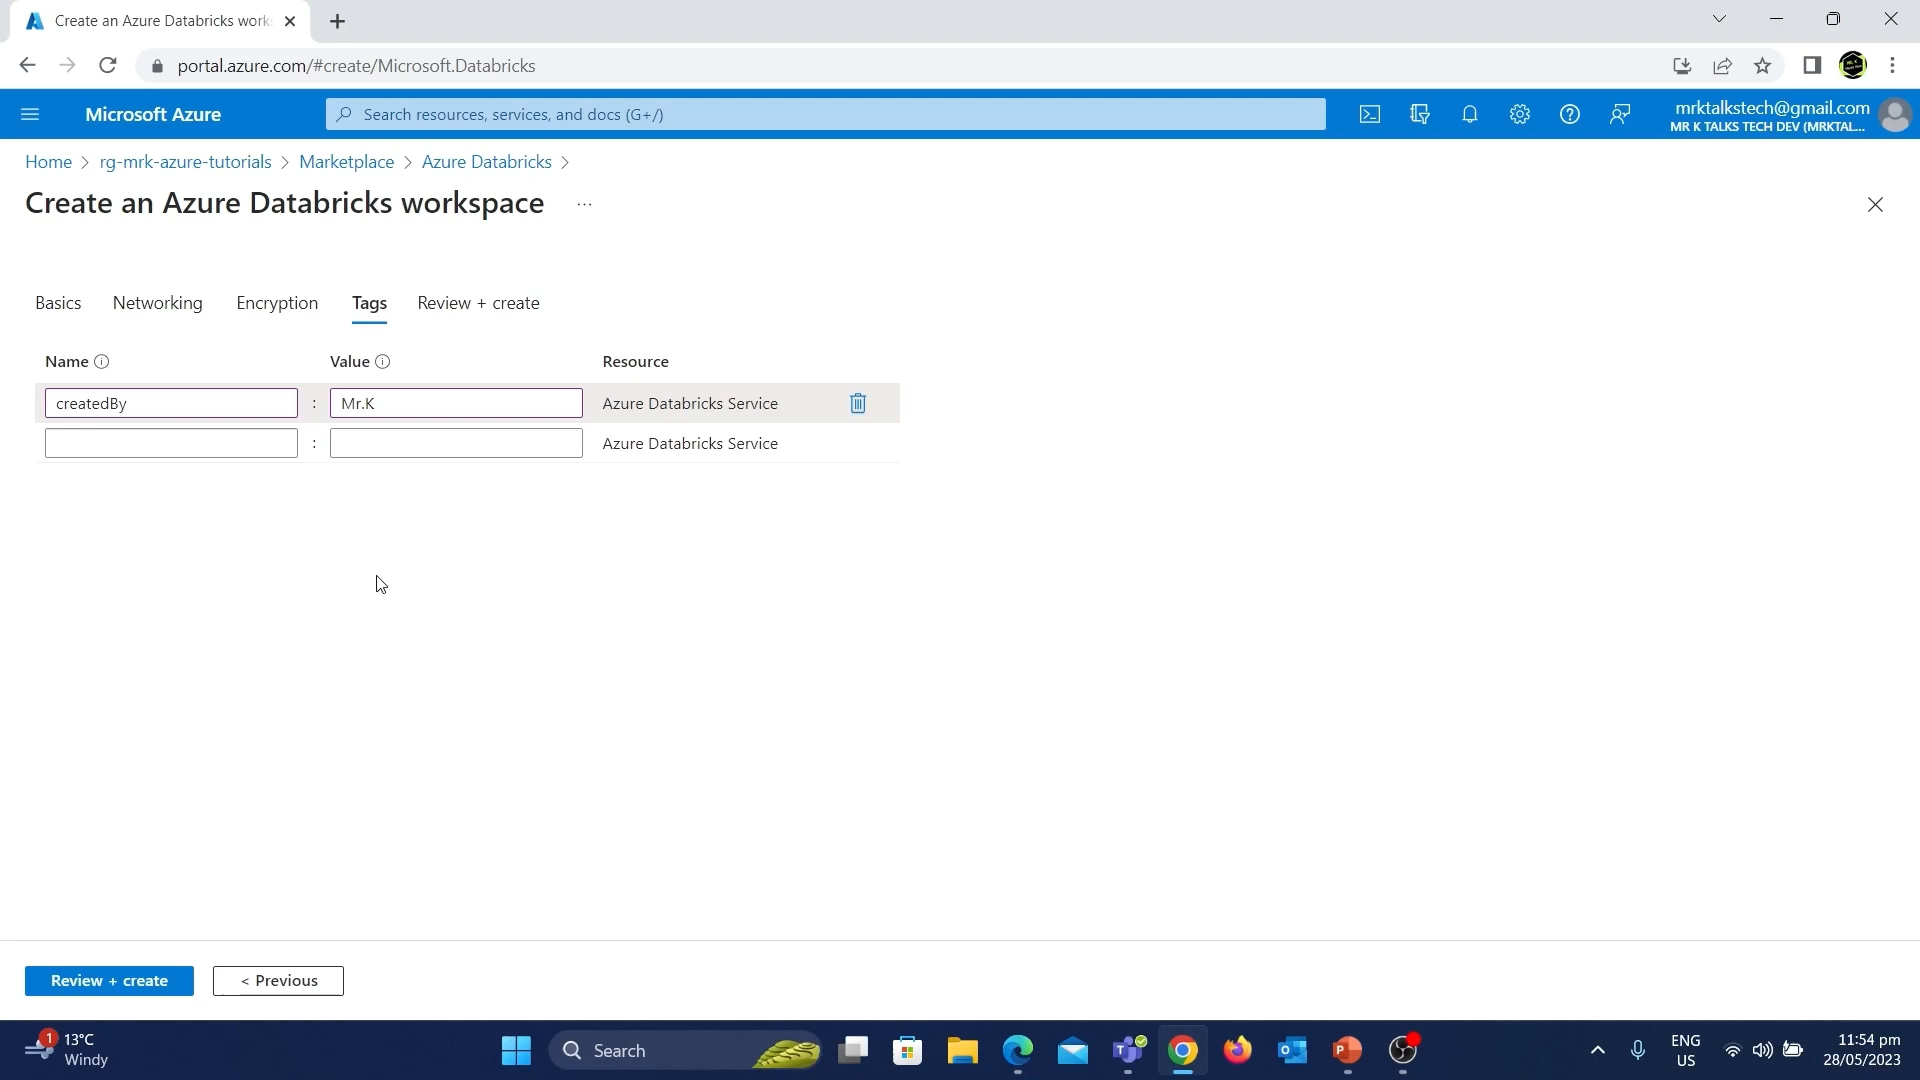 Create an Azure Databricks work
portal.azure.com/#create/Microsoft.Databricks
Microsoft Azure
Search resources, services, and docs (G+/)
mrktalkstech@gmail.com
MR K TALKS TECH DEV (MRKTAL...
Home > rg-mrk-azure-tutorials > Marketplace > Azure Databricks >
Create an Azure Databricks workspace ...
Basics Networking Encryption Tags Review + create
Name Value Resource
createdBy : Mr.K Azure Databricks Service
: Azure Databricks Service
Review + create < Previous
1 13°C
Windy
Search
ENG
US
11:54 pm
28/05/2023